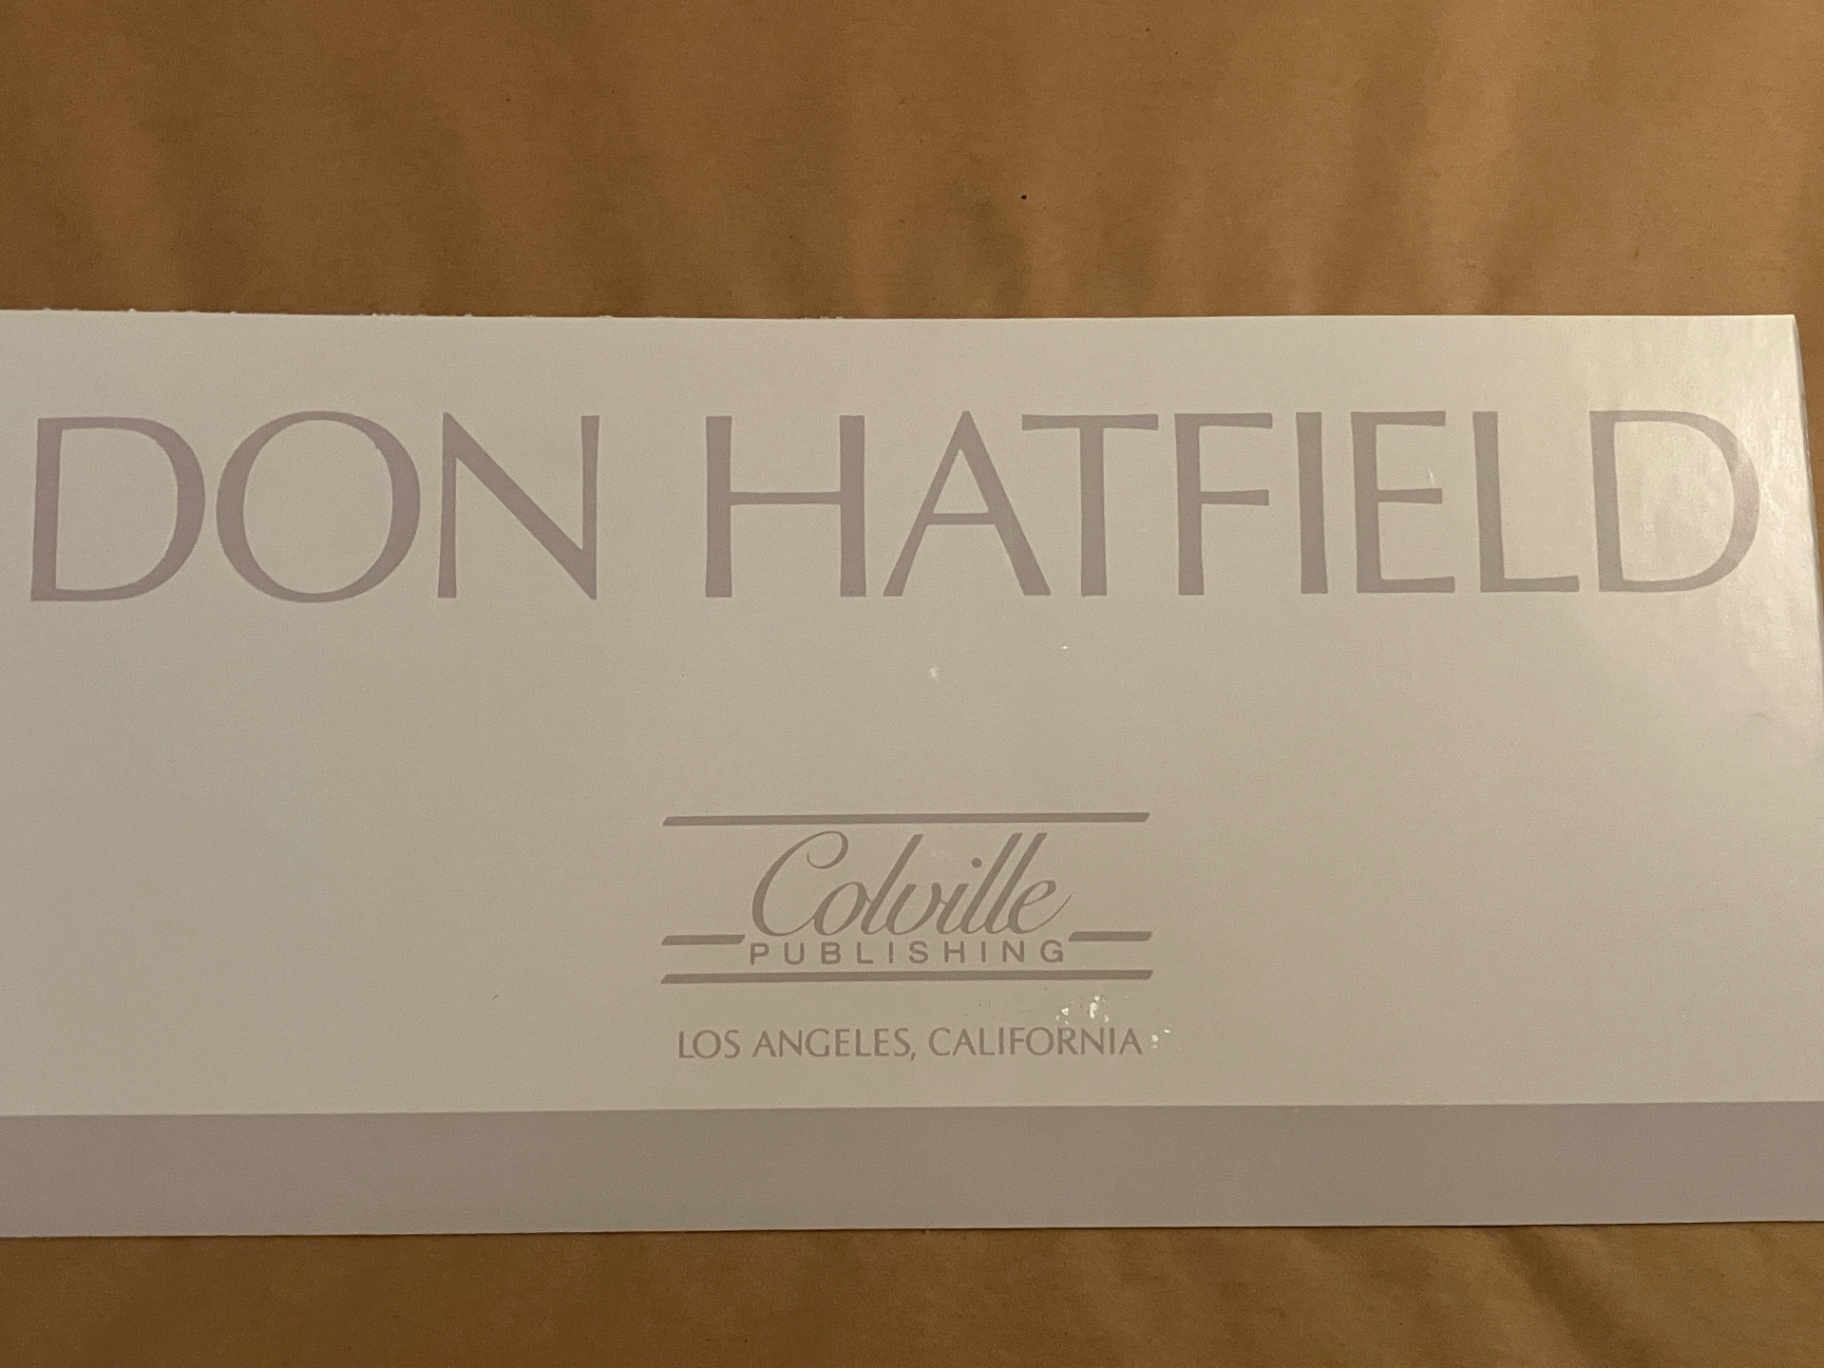 DON HATFIELD
Colville
PUBLISHING
LOS ANGELES, CALIFORNIA